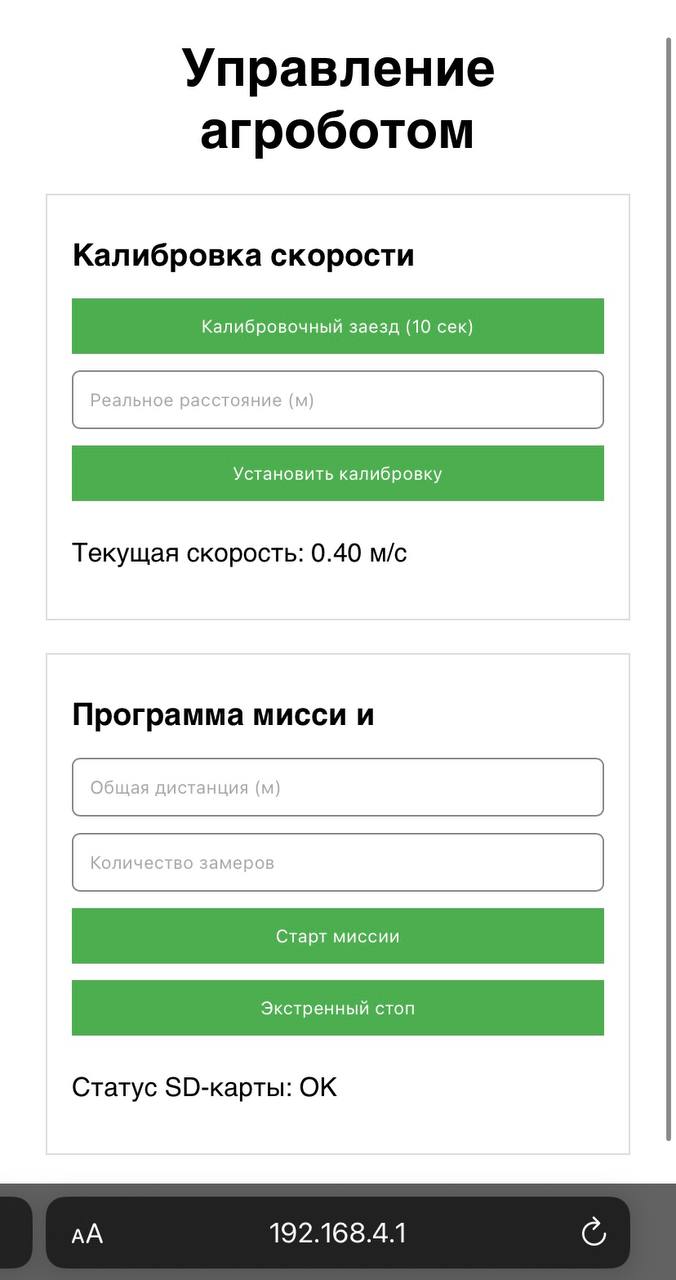 Управление
агроботом
Калибровка скорости
Калибровочный заезд (10 сек)
Реальное расстояние (м)
Установить калибровку
Текущая скорость: 0.40 м/с
Программа мисси и
Общая дистанция (м)
Количество замеров
Старт миссии
Экстренный стоп
Статус SD-карты: OK
AA 192.168.4.1